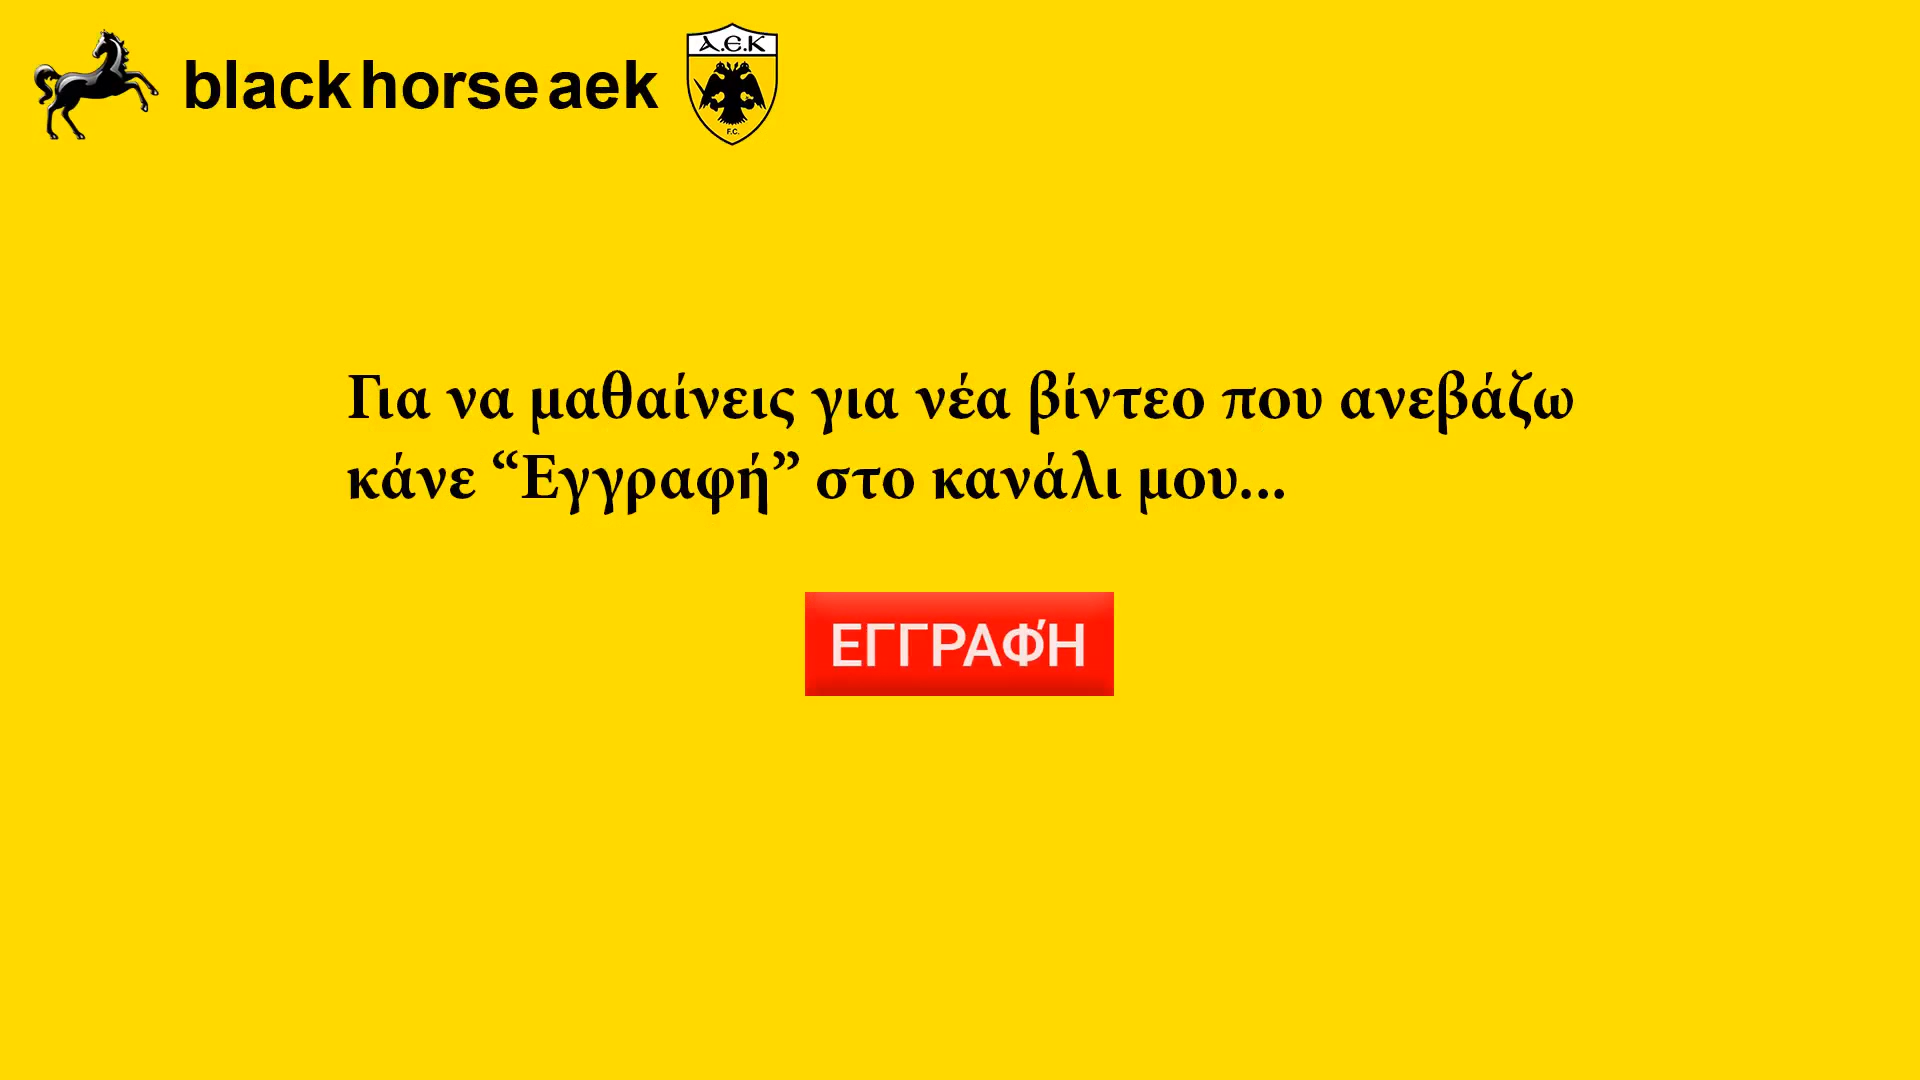 black horse aek
Α.Ε.Κ
F.C.
Για να μαθαίνεις για νέα βίντεο που ανεβάζω
κάνε “Εγγραφή” στο κανάλι μου...
ΕΓΓΡΑΦΉ